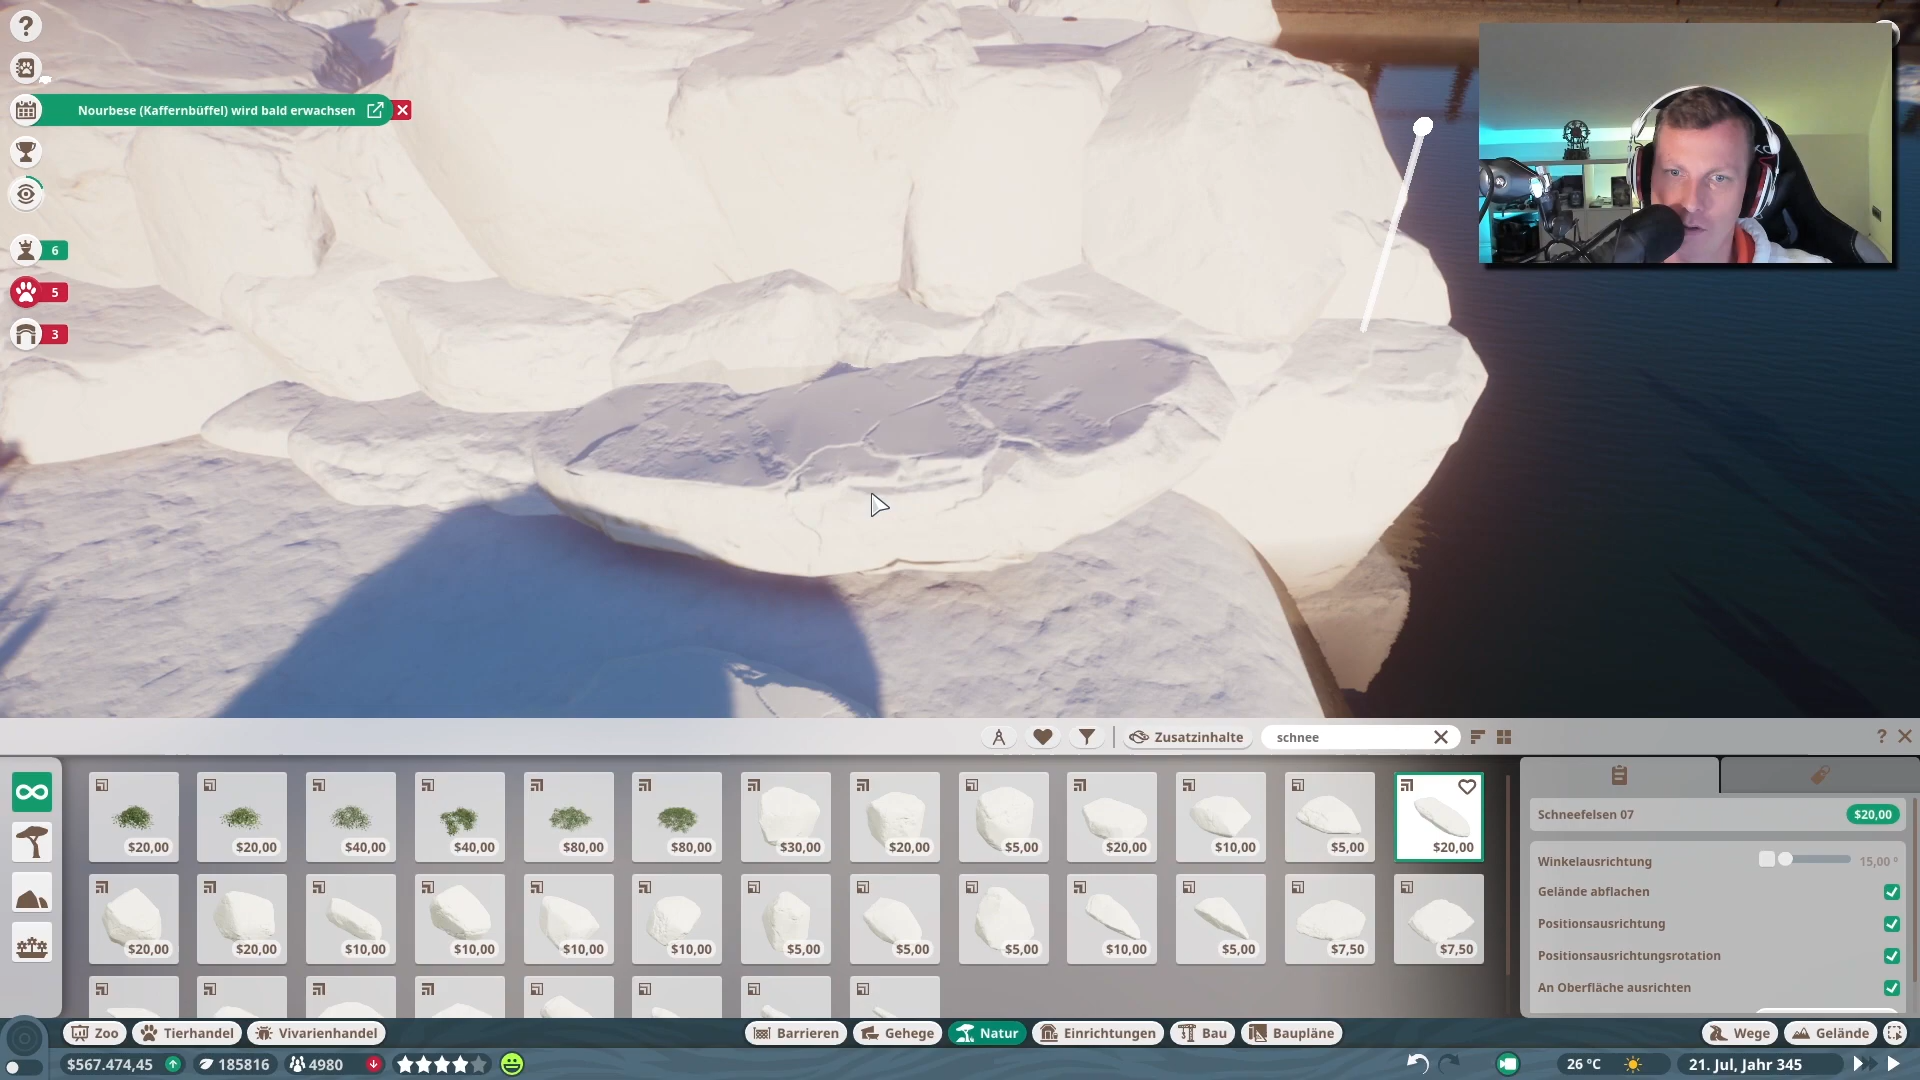 Nourbese (Kaffernbüffel) wird bald erwachsen
6
5
3
Zusatzinhalte
schnee
?
$20,00 $20,00 $40,00 $40,00 $80,00 $80,00 $30,00 $20,00 $5,00 $20,00 $10,00 $5,00 $20,00
$20,00 $20,00 $10,00 $10,00 $10,00 $10,00 $5,00 $5,00 $5,00 $10,00 $5,00 $7,50 $7,50
Schneefelsen 07 $20,00
Winkelausrichtung 15,00 °
Gelände abflachen
Positionsausrichtung
Positionsausrichtungsrotation
An Oberfläche ausrichten
Zoo Tierhandel Vivarienhandel Barrieren Gehege Natur Einrichtungen Bau Baupläne Wege Gelände
$567.474,45 185816 4980 26 °C 21. Jul, Jahr 345